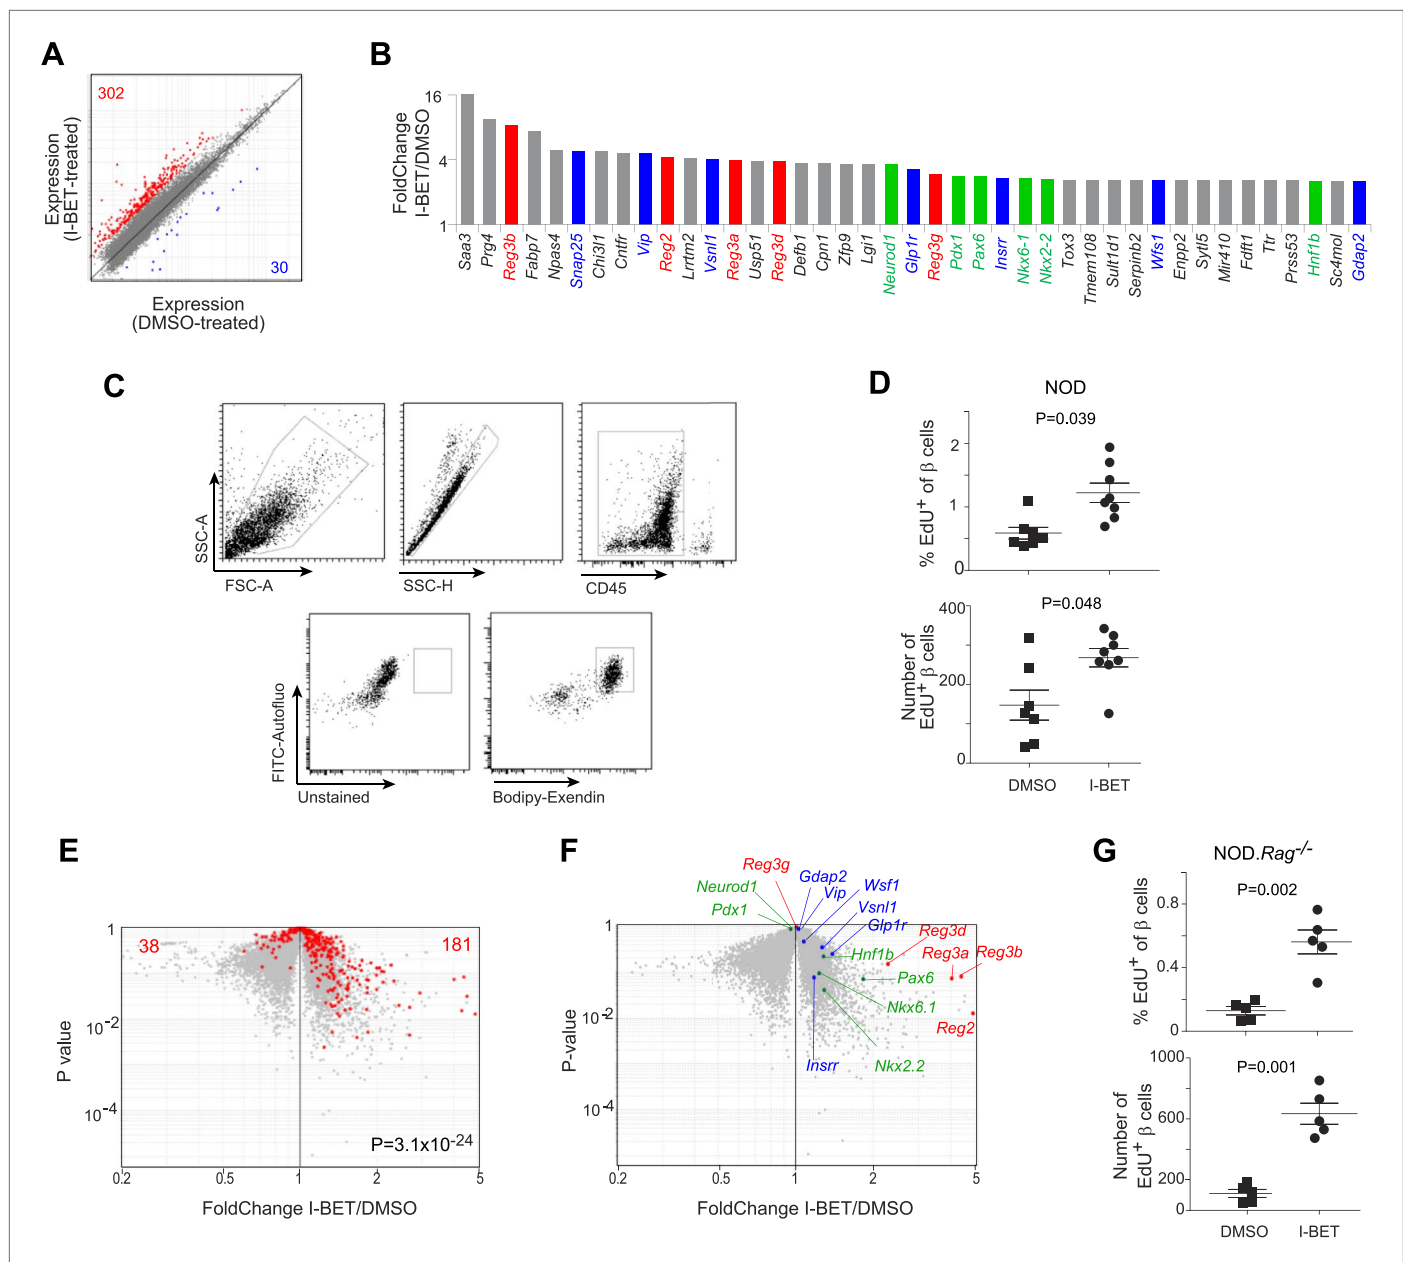 A
302
30
Expression
(I-BET-treated)
Expression
(DMSO-treated)
B
FoldChange
I-BET/DMSO
16
4
1
Saa3
Prg4
Reg3b
Fabp7
Npas4
Snap25
Chi3l1
Cntfr
Vip
Reg2
Lrrtm2
Vsnl1
Reg3a
Usp51
Reg3d
Defb1
Cpn1
Zfp9
Lgi1
Neurod1
Glp1r
Reg3g
Pdx1
Pax6
Insrr
Nkx6-1
Nkx2-2
Tox3
Tmem108
Sult1d1
Serpinb2
Wfs1
Enpp2
Sytl5
Mir410
Fdft1
Ttr
Prss53
Hnf1b
Sc4mol
Gdap2
C
SSC-A
FSC-A
SSC-H
CD45
FITC-Autofluo
Unstained
Bodipy-Exendin
D
NOD
P=0.039
% EdU+ of β cells
2
1
0
P=0.048
Number of
EdU+ β cells
400
200
0
DMSO
I-BET
E
38
181
P value
1
10-2
10-4
P=3.1x10-24
0.2
0.5
1
2
5
FoldChange I-BET/DMSO
F
Reg3g
Neurod1
Pdx1
Gdap2
Vip
Wsf1
Vsnl1
Glp1r
Reg3d
Reg3a
Reg3b
Hnf1b
Pax6
Nkx6.1
Reg2
Insrr
Nkx2.2
P-value
1
10-2
10-4
0.2
0.5
1
2
5
FoldChange I-BET/DMSO
G
NOD.Rag-/-
P=0.002
% EdU+ of β cells
0.8
0.4
0
P=0.001
Number of
EdU+ β cells
1000
600
200
0
DMSO
I-BET